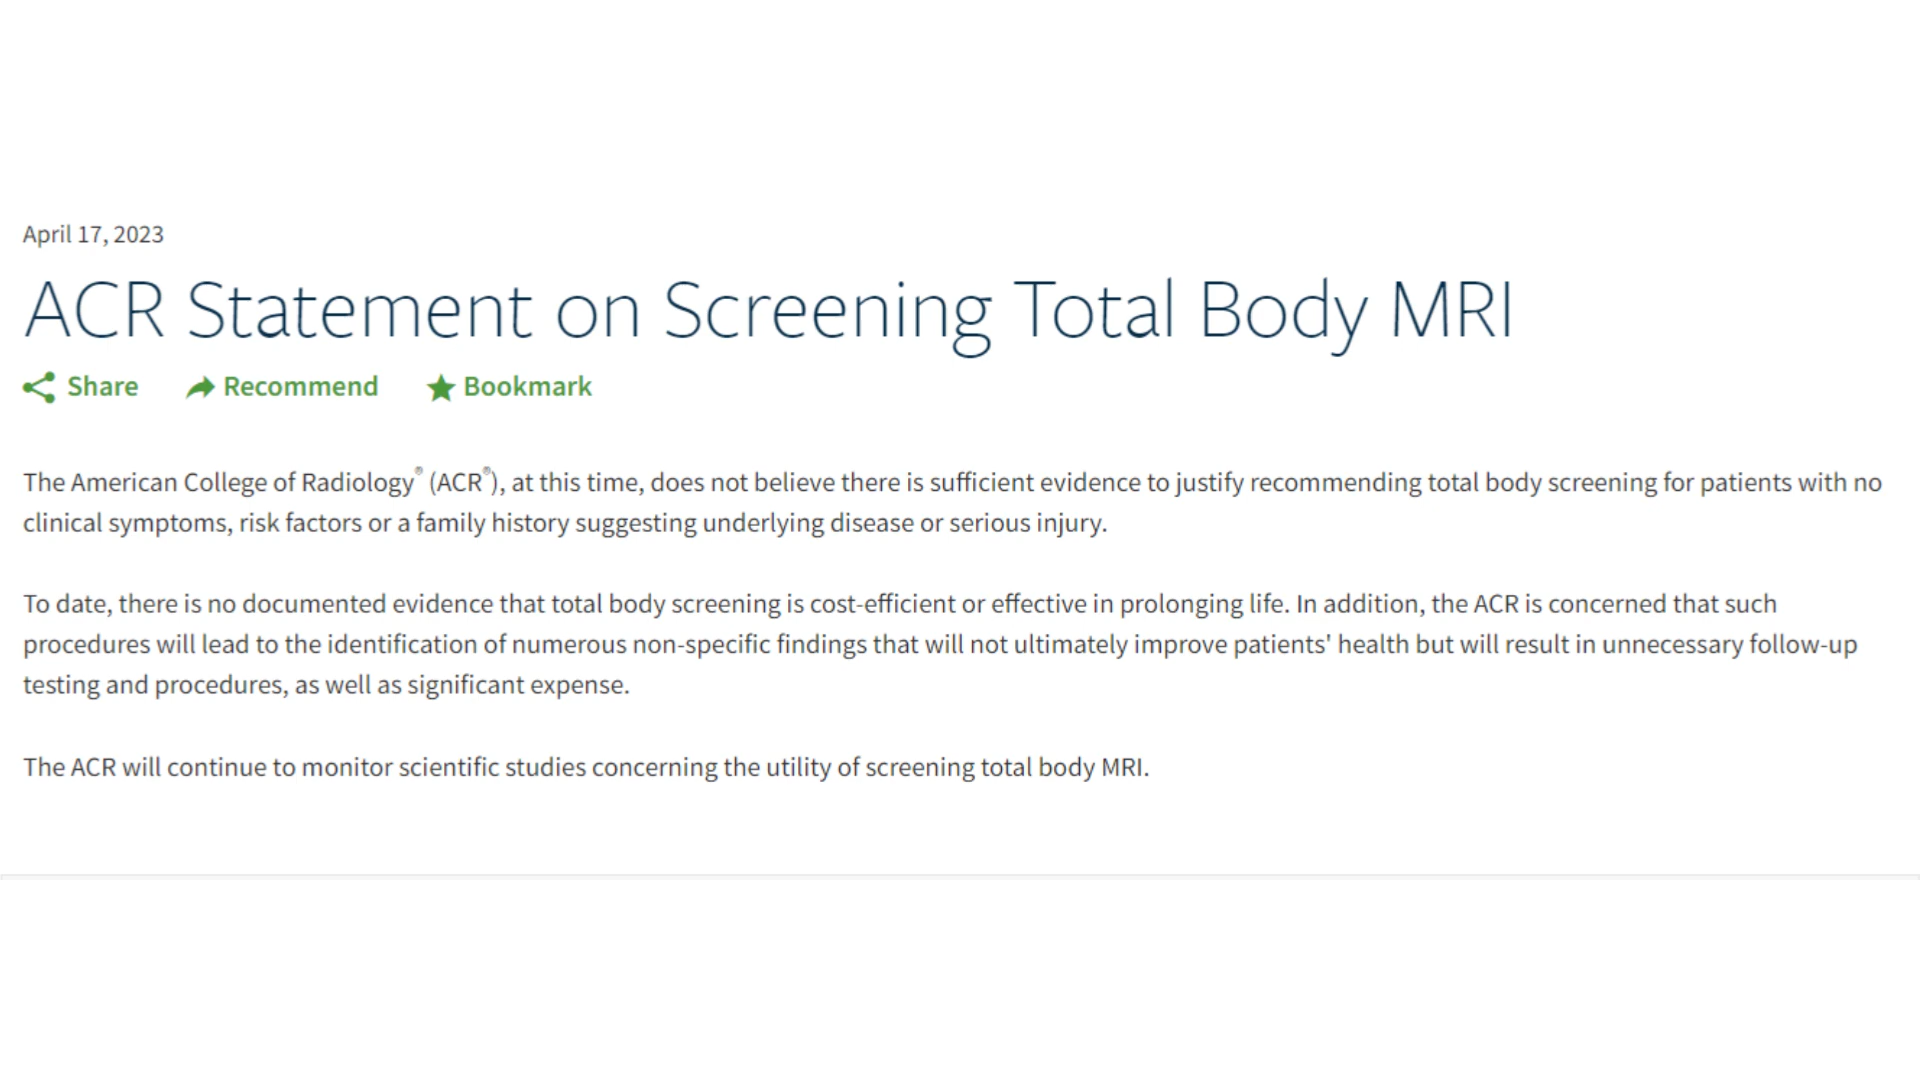 April 17, 2023
ACR Statement on Screening Total Body MRI
Share Recommend Bookmark
The American College of Radiology® (ACR®), at this time, does not believe there is sufficient evidence to justify recommending total body screening for patients with no
clinical symptoms, risk factors or a family history suggesting underlying disease or serious injury.
To date, there is no documented evidence that total body screening is cost-efficient or effective in prolonging life. In addition, the ACR is concerned that such
procedures will lead to the identification of numerous non-specific findings that will not ultimately improve patients' health but will result in unnecessary follow-up
testing and procedures, as well as significant expense.
The ACR will continue to monitor scientific studies concerning the utility of screening total body MRI.